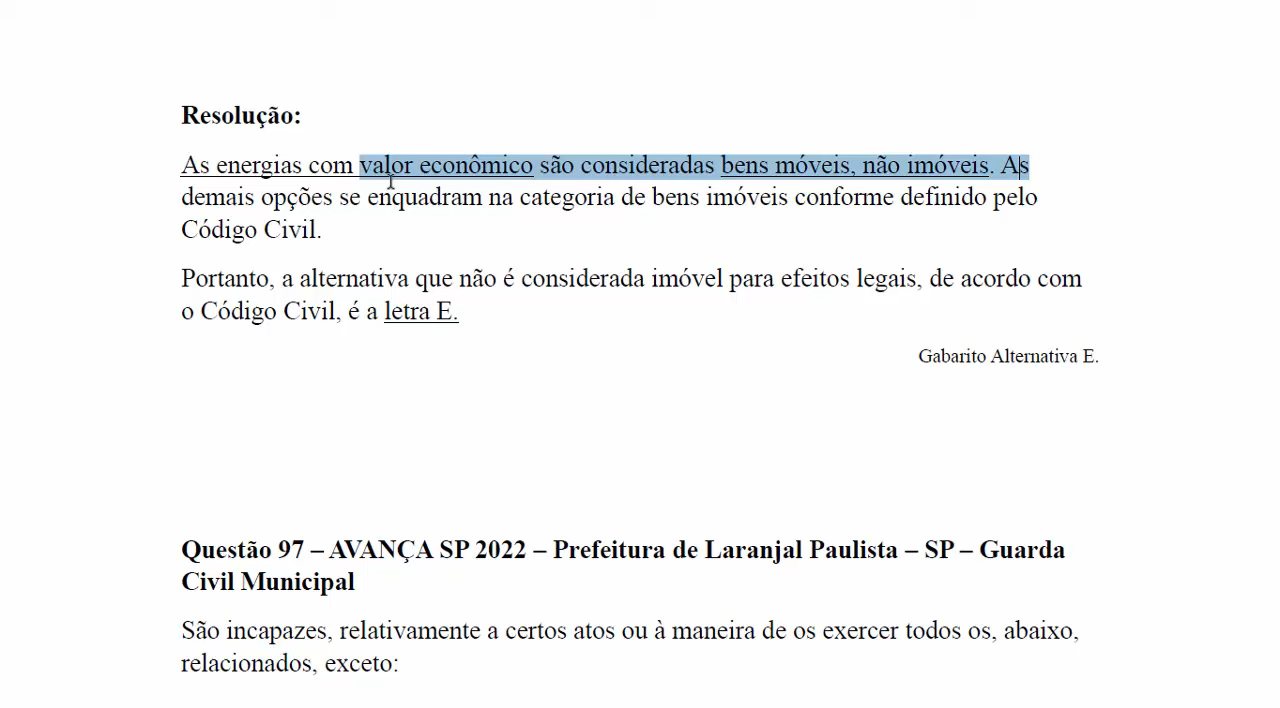 Resolução:
As energias com valor econômico são consideradas bens móveis, não imóveis. As
demais opções se enquadram na categoria de bens imóveis conforme definido pelo
Código Civil.
Portanto, a alternativa que não é considerada imóvel para efeitos legais, de acordo com
o Código Civil, é a letra E.
Gabarito Alternativa E.
Questão 97 – AVANÇA SP 2022 – Prefeitura de Laranjal Paulista – SP – Guarda
Civil Municipal
São incapazes, relativamente a certos atos ou à maneira de os exercer todos os, abaixo,
relacionados, exceto: